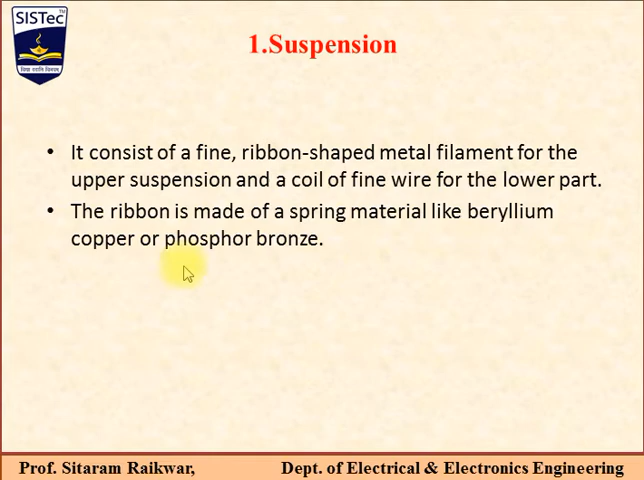 SISTec
TM
1.Suspension
• It consist of a fine, ribbon-shaped metal filament for the
upper suspension and a coil of fine wire for the lower part.
• The ribbon is made of a spring material like beryllium
copper or phosphor bronze.
Prof. Sitaram Raikwar, Dept. of Electrical & Electronics Engineering